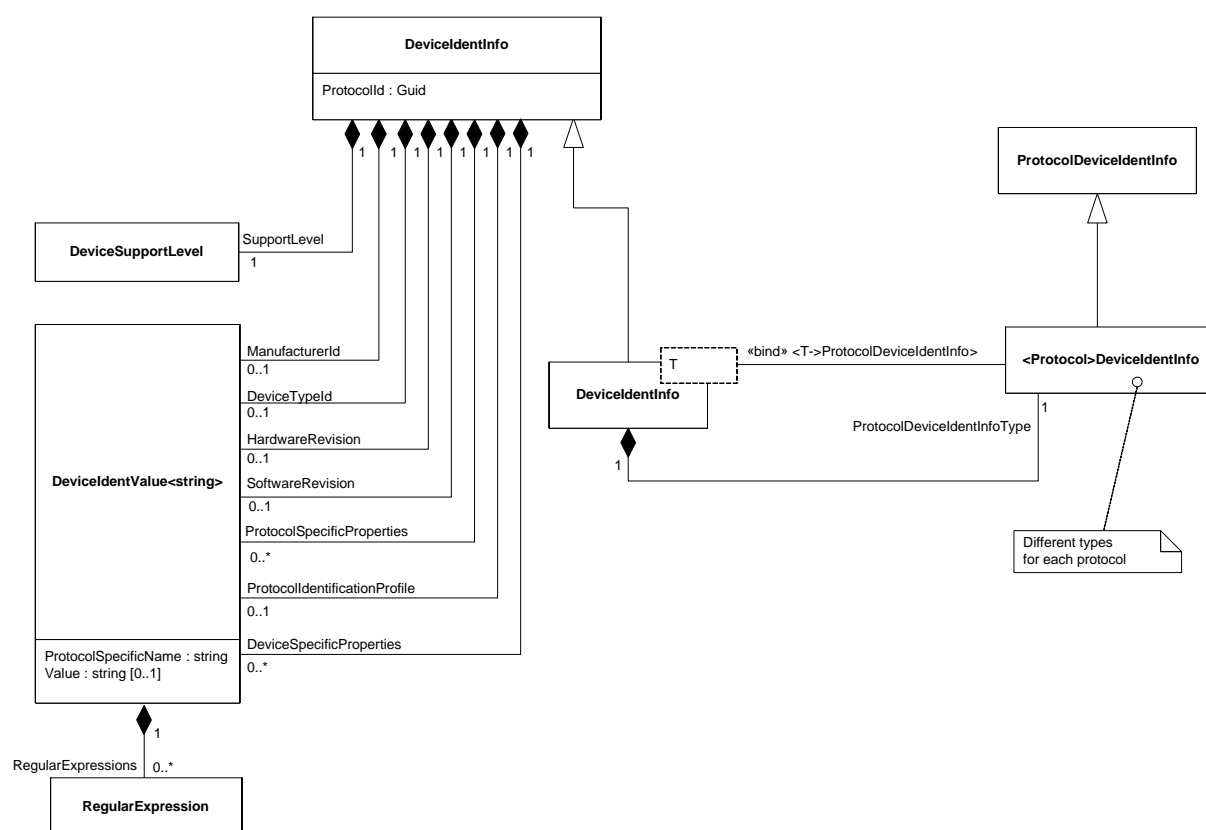 DeviceIdentInfo
ProtocolId : Guid
1 1 1 1 1 1 1 1
ProtocolDeviceIdentInfo
DeviceSupportLevel
SupportLevel
1
ManufacturerId
0..1
DeviceTypeId
0..1
HardwareRevision
0..1
DeviceIdentValue<string>
SoftwareRevision
0..1
ProtocolSpecificProperties
0..*
ProtocolIdentificationProfile
0..1
DeviceSpecificProperties
0..*
ProtocolSpecificName : string
Value : string [0..1]
1
RegularExpressions
0..*
RegularExpression
T
DeviceIdentInfo
1
«bind» <T->ProtocolDeviceIdentInfo>
<Protocol>DeviceIdentInfo
1
ProtocolDeviceIdentInfoType
Different types
for each protocol